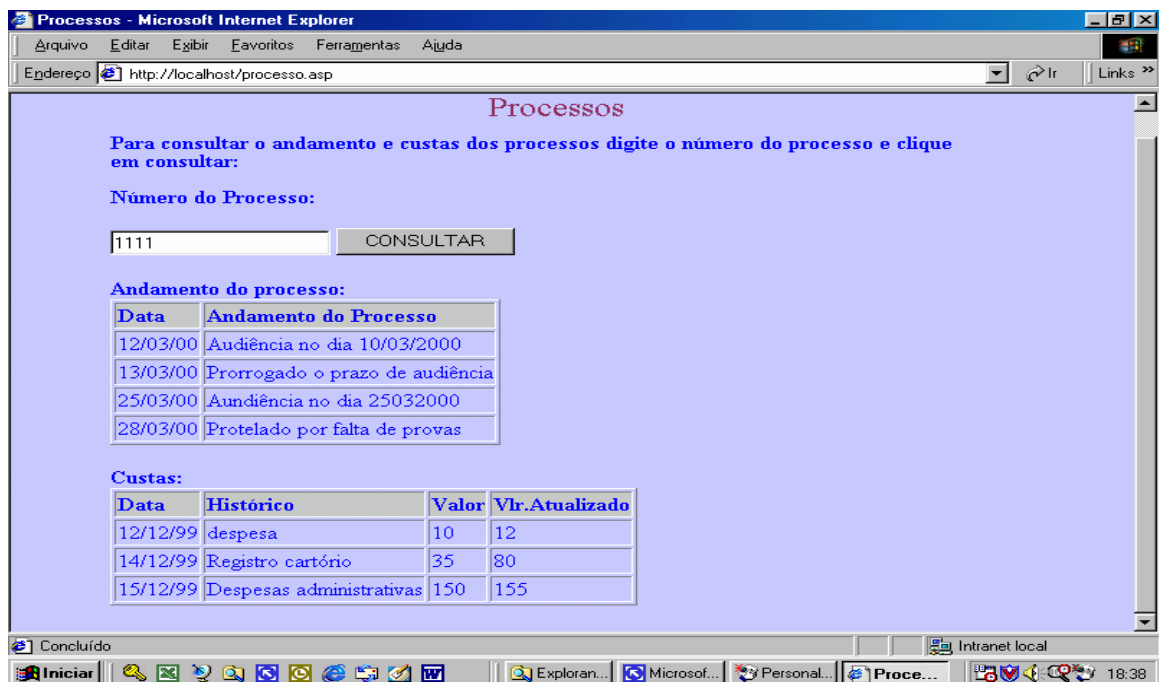 Processos - Microsoft Internet Explorer
Arquivo Editar Exibir Favoritos Ferramentas Ajuda
Endereço http://localhost/processo.asp Ir Links »
Processos
Para consultar o andamento e custas dos processos digite o número do processo e clique
em consultar:
Número do Processo:
1111 CONSULTAR
Andamento do processo:
Data Andamento do Processo
12/03/00 Audiência no dia 10/03/2000
13/03/00 Prorrogado o prazo de audiência
25/03/00 Aundiência no dia 25032000
28/03/00 Protelado por falta de provas
Custas:
Data Histórico Valor Vlr.Atualizado
12/12/99 despesa 10 12
14/12/99 Registro cartório 35 80
15/12/99 Despesas administrativas 150 155
Concluído Intranet local
Iniciar Exploran... Microsof... Personal... Proce... 18:38